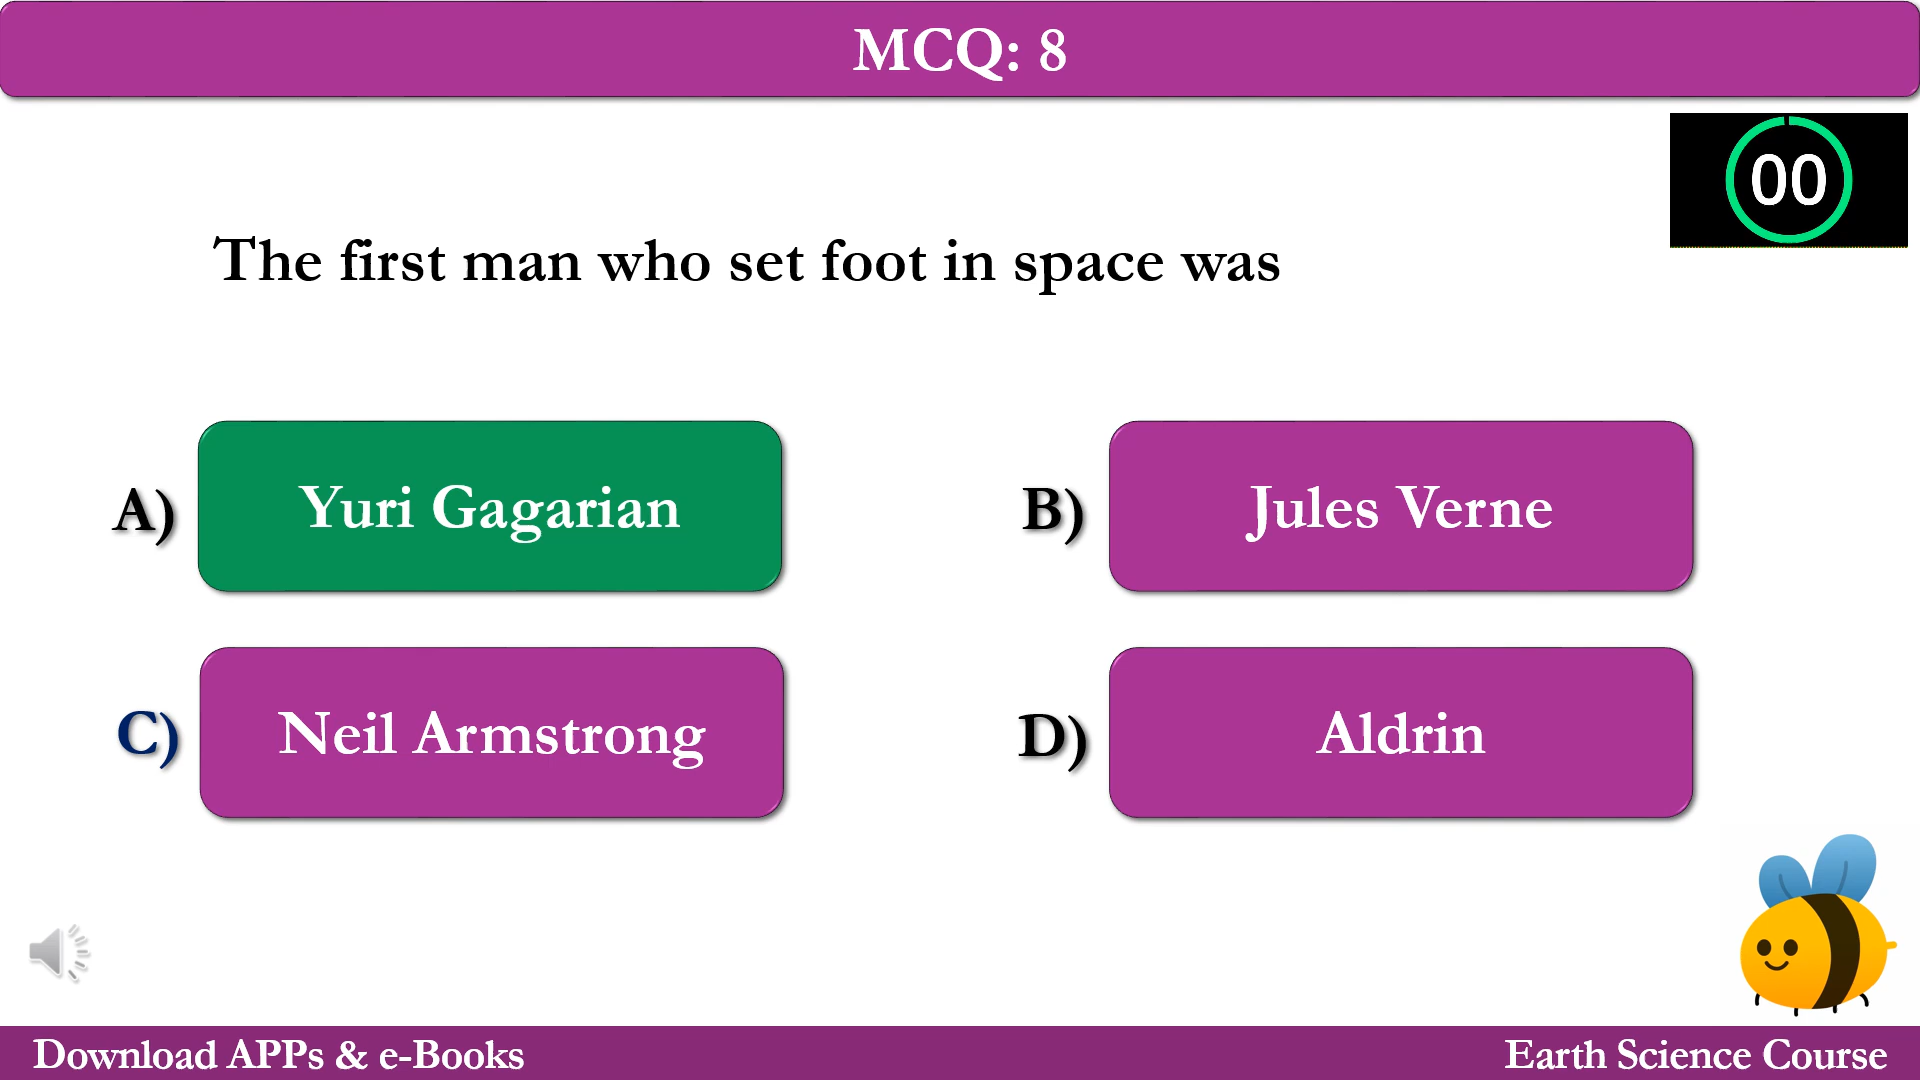 MCQ: 8
00
The first man who set foot in space was
A) Yuri Gagarian
B) Jules Verne
C) Neil Armstrong
D) Aldrin
Download APPs & e-Books
Earth Science Course